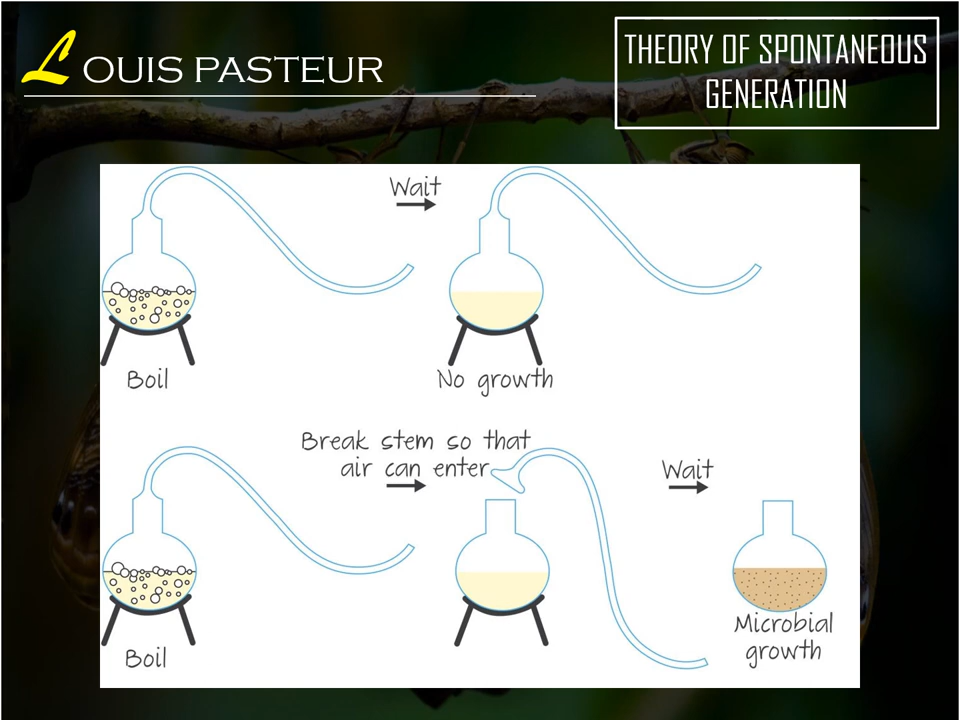 LOUIS PASTEUR
THEORY OF SPONTANEOUS
GENERATION
Wait
Boil
No growth
Break stem so that
air can enter
Wait
Boil
Microbial
growth